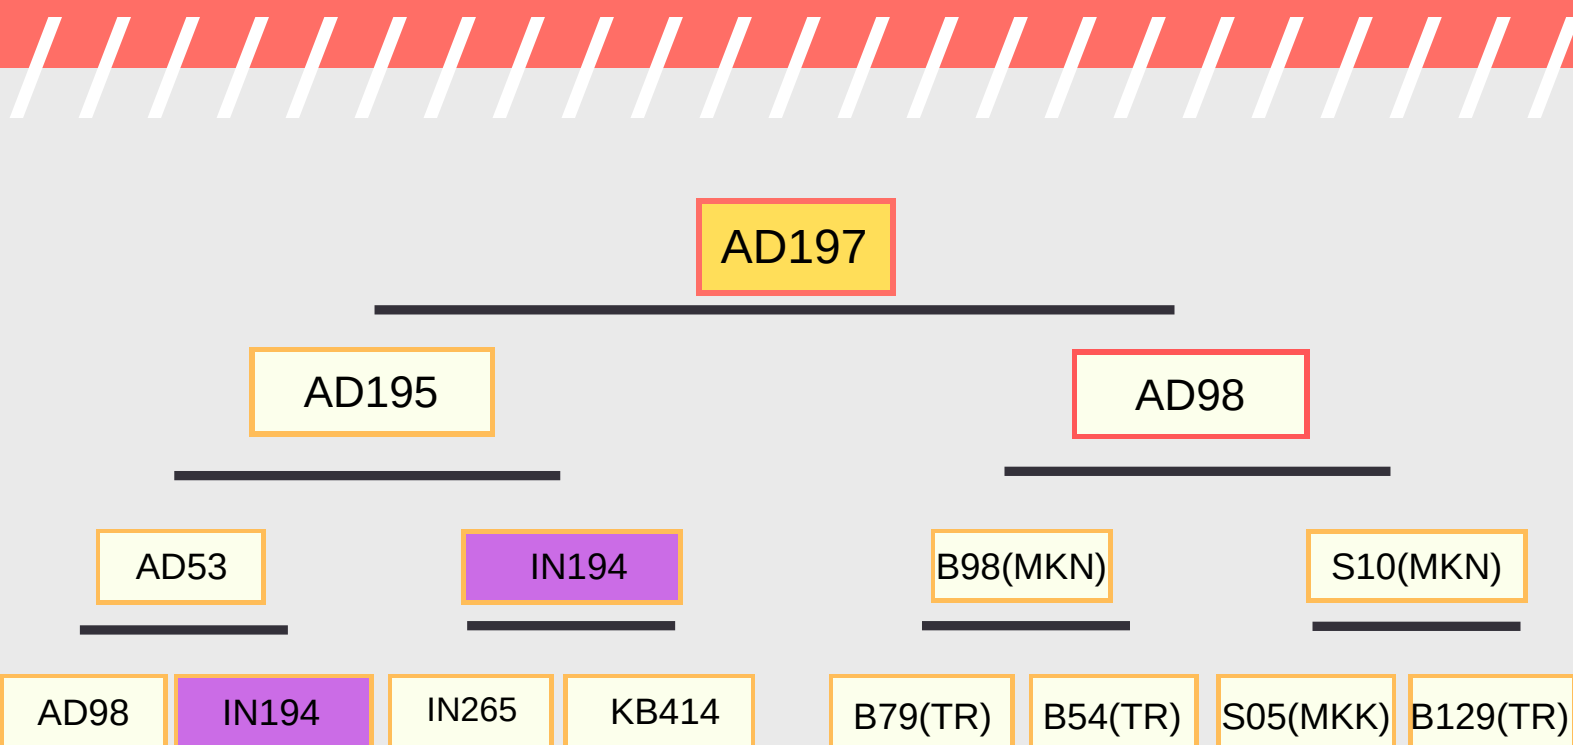 AD197
AD195
AD98
AD53
IN194
B98(MKN)
S10(MKN)
AD98
IN194
IN265
KB414
B79(TR)
B54(TR)
S05(MKK)
B129(TR)